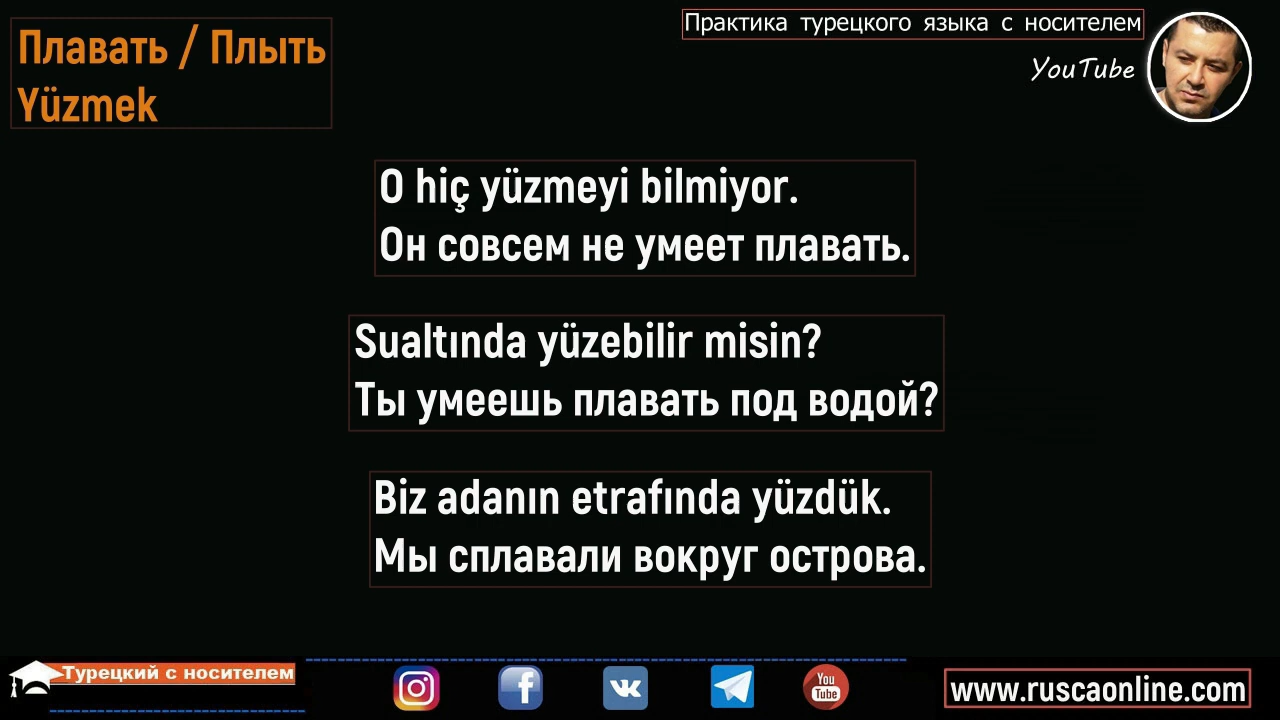 Плавать / Плыть
Yüzmek
Практика турецкого языка с носителем
YouTube
O hiç yüzmeyi bilmiyor.
Он совсем не умеет плавать.
Sualtında yüzebilir misin?
Ты умеешь плавать под водой?
Biz adanın etrafında yüzdük.
Мы сплавали вокруг острова.
Турецкий с носителем
You
Tube
www.ruscaonline.com